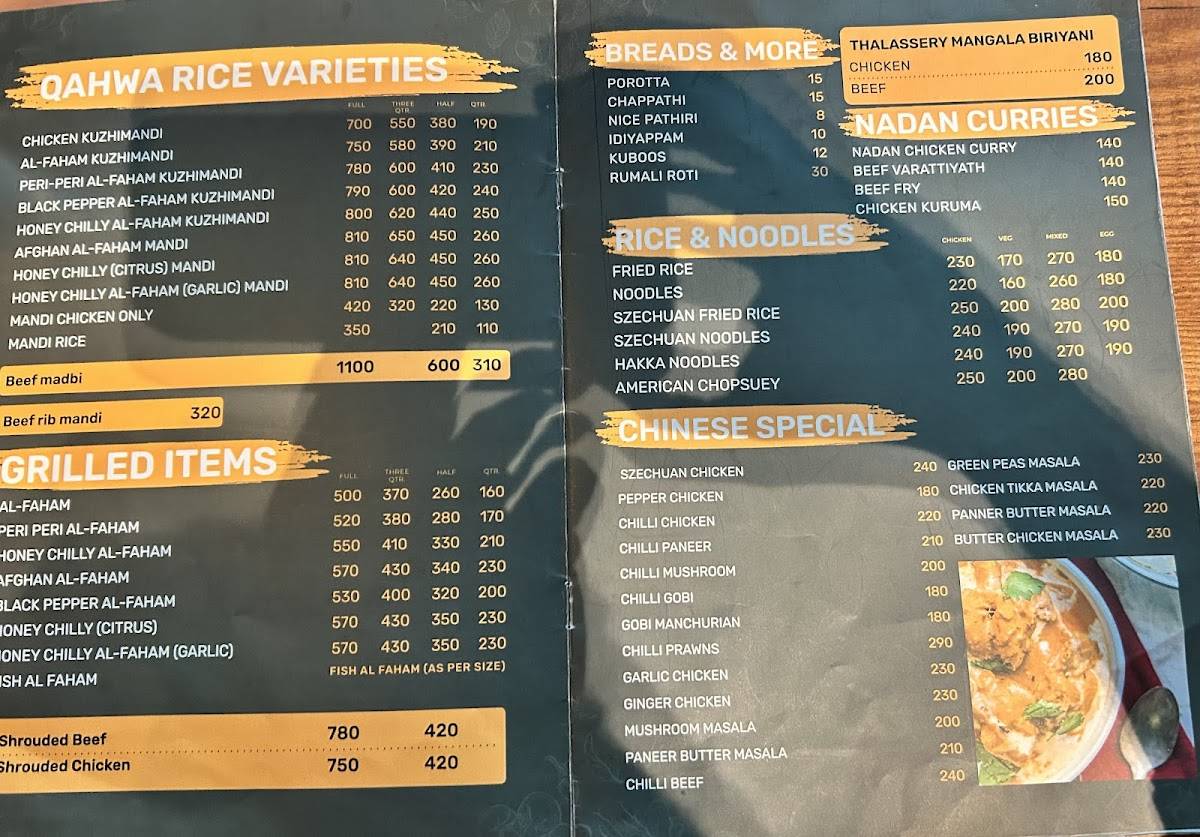 QAHWA RICE VARIETIES
FULL THREE QTR. HALF QTR.
CHICKEN KUZHIMANDI 700 550 380 190
AL-FAHAM KUZHIMANDI 750 580 390 210
PERI-PERI AL-FAHAM KUZHIMANDI 780 600 410 230
BLACK PEPPER AL-FAHAM KUZHIMANDI 790 600 420 240
HONEY CHILLY AL-FAHAM KUZHIMANDI 800 620 440 250
AFGHAN AL-FAHAM MANDI 810 650 450 260
HONEY CHILLY (CITRUS) MANDI 810 640 450 260
HONEY CHILLY AL-FAHAM (GARLIC) MANDI 810 640 450 260
MANDI CHICKEN ONLY 420 320 220 130
MANDI RICE 350 210 110
Beef madbi 1100 600 310
Beef rib mandi 320
GRILLED ITEMS
FULL THREE QTR. HALF QTR.
AL-FAHAM 500 370 260 160
PERI PERI AL-FAHAM 520 380 280 170
HONEY CHILLY AL-FAHAM 550 410 330 210
AFGHAN AL-FAHAM 570 430 340 230
BLACK PEPPER AL-FAHAM 530 400 320 200
HONEY CHILLY (CITRUS) 570 430 350 230
ONEY CHILLY AL-FAHAM (GARLIC) 570 430 350 230
ISH AL FAHAM FISH AL FAHAM (AS PER SIZE)
Shrouded Beef 780 420
Shrouded Chicken 750 420
BREADS & MORE
POROTTA 15
CHAPPATHI 15
NICE PATHIRI 8
IDIYAPPAM 10
KUBOOS 12
RUMALI ROTI 30
THALASSERY MANGALA BIRIYANI
CHICKEN 180
BEEF 200
NADAN CURRIES
NADAN CHICKEN CURRY 140
BEEF VARATTIYATH 140
BEEF FRY 140
CHICKEN KURUMA 150
RICE & NOODLES
CHICKEN VEG MIXED EGG
FRIED RICE 230 170 270 180
NOODLES 220 160 260 180
SZECHUAN FRIED RICE 250 200 280 200
SZECHUAN NOODLES 240 190 270 190
HAKKA NOODLES 240 190 270 190
AMERICAN CHOPSUEY 250 200 280
CHINESE SPECIAL
SZECHUAN CHICKEN 240
PEPPER CHICKEN 180
CHILLI CHICKEN 220
CHILLI PANEER 210
CHILLI MUSHROOM 200
CHILLI GOBI 180
GOBI MANCHURIAN 180
CHILLI PRAWNS 290
GARLIC CHICKEN 230
GINGER CHICKEN 230
MUSHROOM MASALA 200
PANEER BUTTER MASALA 210
CHILLI BEEF 240
GREEN PEAS MASALA 230
CHICKEN TIKKA MASALA 220
PANNER BUTTER MASALA 220
BUTTER CHICKEN MASALA 230